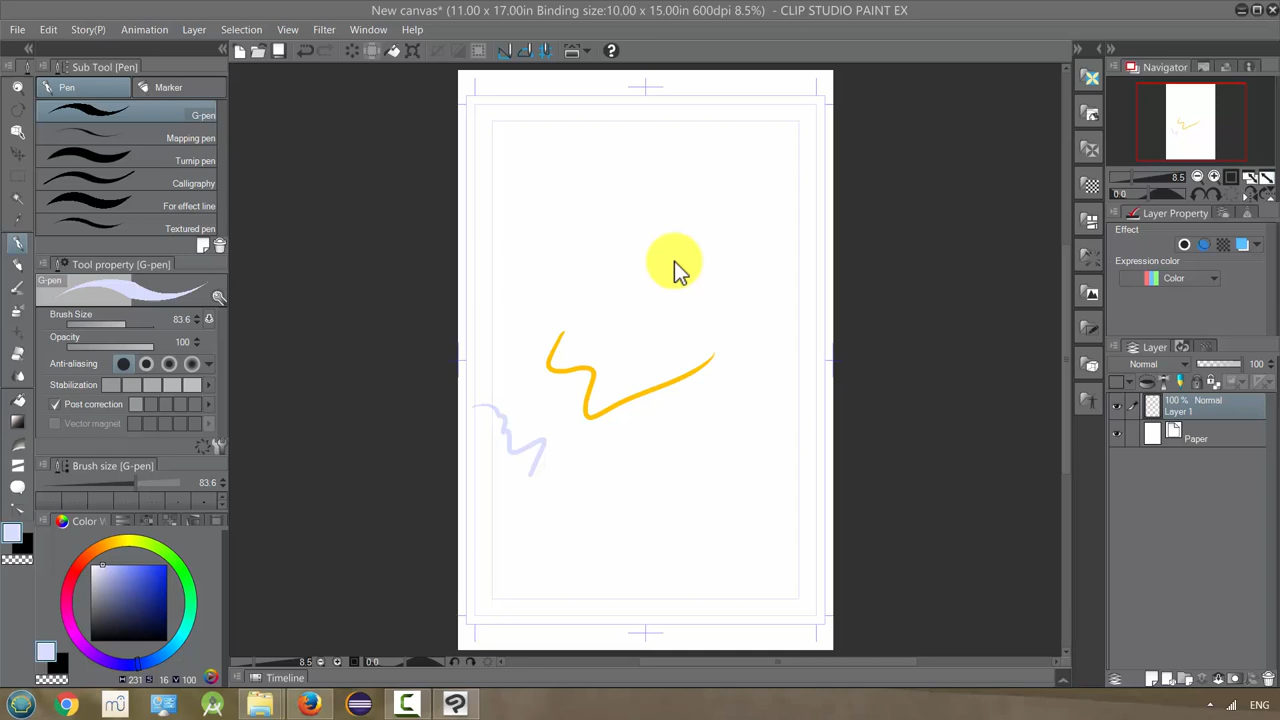 New canvas* (11.00 x 17.00in Binding size:10.00 x 15.00in 600dpi 8.5%) - CLIP STUDIO PAINT EX
File Edit Story(P) Animation Layer Selection View Filter Window Help
Sub Tool [Pen]
Pen Marker
G-pen
Mapping pen
Turnip pen
Calligraphy
For effect line
Textured pen
Tool property [G-pen]
G-pen
Brush Size 83.6
Opacity 100
Anti-aliasing
Stabilization
Post correction
Vector magnet
Brush size [G-pen]
83.6
Color
H 231 S 16 V 100
8.5 0.0
Timeline
Navigator
8.5
0.0
Layer Property
Effect
Expression color
Color
Layer
Normal 100
100 % Normal
Layer 1
Paper
ENG